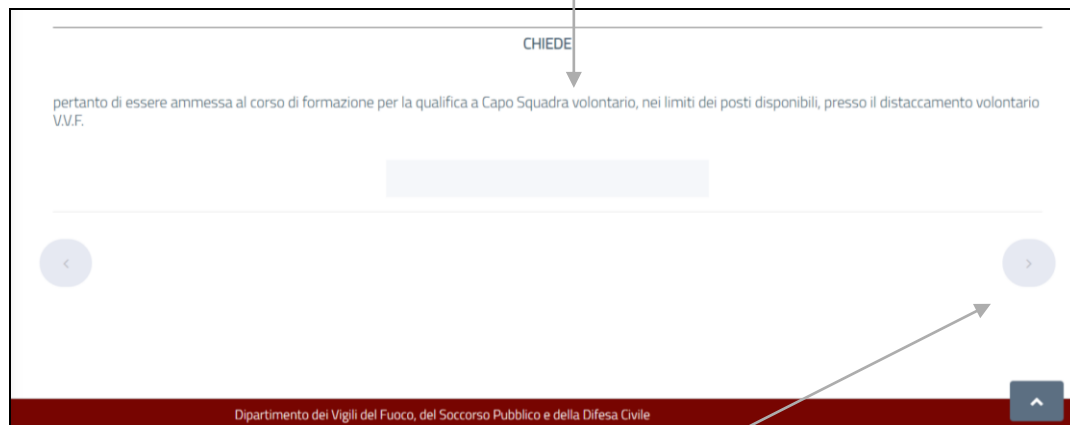 CHIEDE
pertanto di essere ammessa al corso di formazione per la qualifica a Capo Squadra volontario, nei limiti dei posti disponibili, presso il distaccamento volontario
V.V.F.
Dipartimento dei Vigili del Fuoco, del Soccorso Pubblico e della Difesa Civile